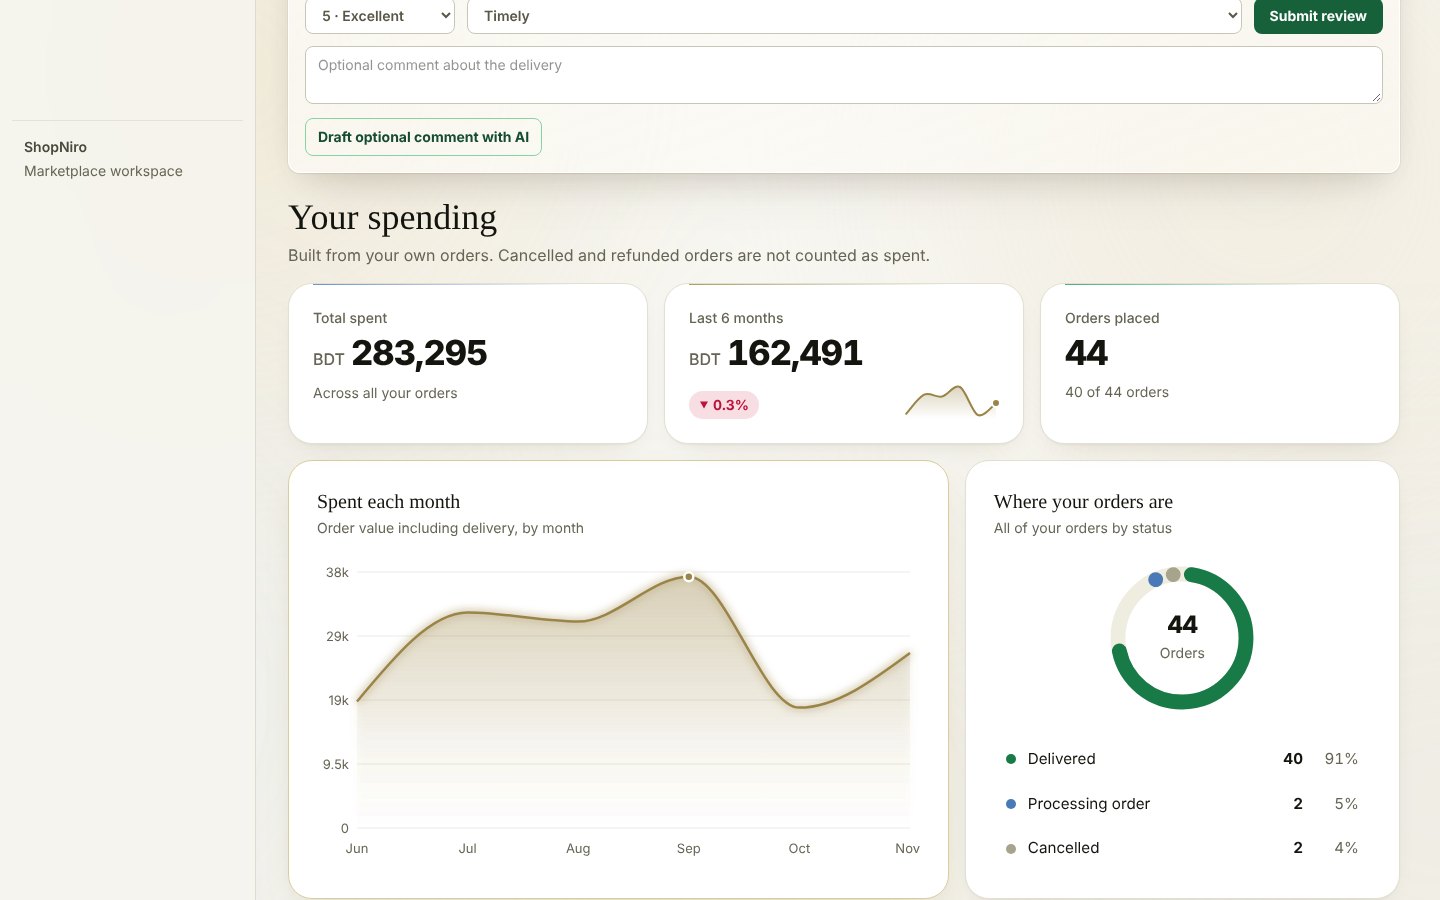 5 · Excellent
Timely
Submit review
Optional comment about the delivery
Draft optional comment with AI
ShopNiro
Marketplace workspace
Your spending
Built from your own orders. Cancelled and refunded orders are not counted as spent.
Total spent
BDT 283,295
Across all your orders
Last 6 months
BDT 162,491
▼ 0.3%
Orders placed
44
40 of 44 orders
Spent each month
Order value including delivery, by month
38k
29k
19k
9.5k
0
Jun Jul Aug Sep Oct Nov
Where your orders are
All of your orders by status
44
Orders
Delivered 40 91%
Processing order 2 5%
Cancelled 2 4%